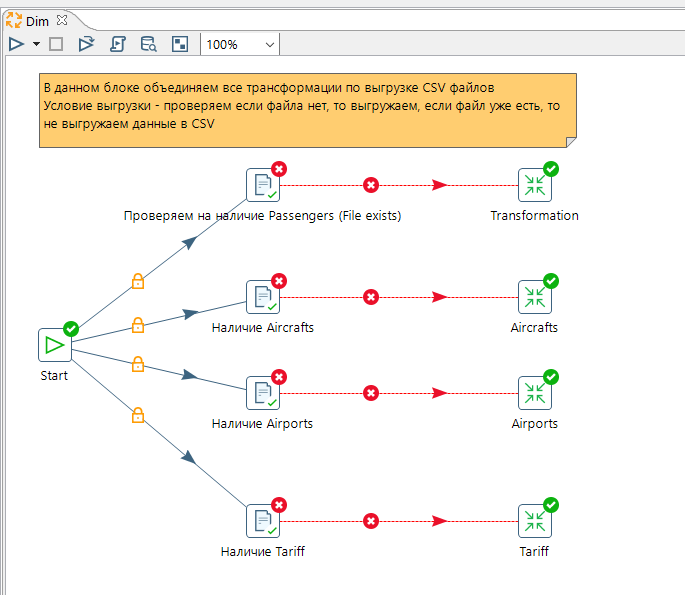 Dim
100%
В данном блоке объединяем все трансформации по выгрузке CSV файлов
Условие выгрузки - проверяем если файла нет, то выгружаем, если файл уже есть, то
не выгружаем данные в CSV
Проверяем на наличие Passengers (File exists)
Transformation
Наличие Aircrafts
Aircrafts
Start
Наличие Airports
Airports
Наличие Tariff
Tariff